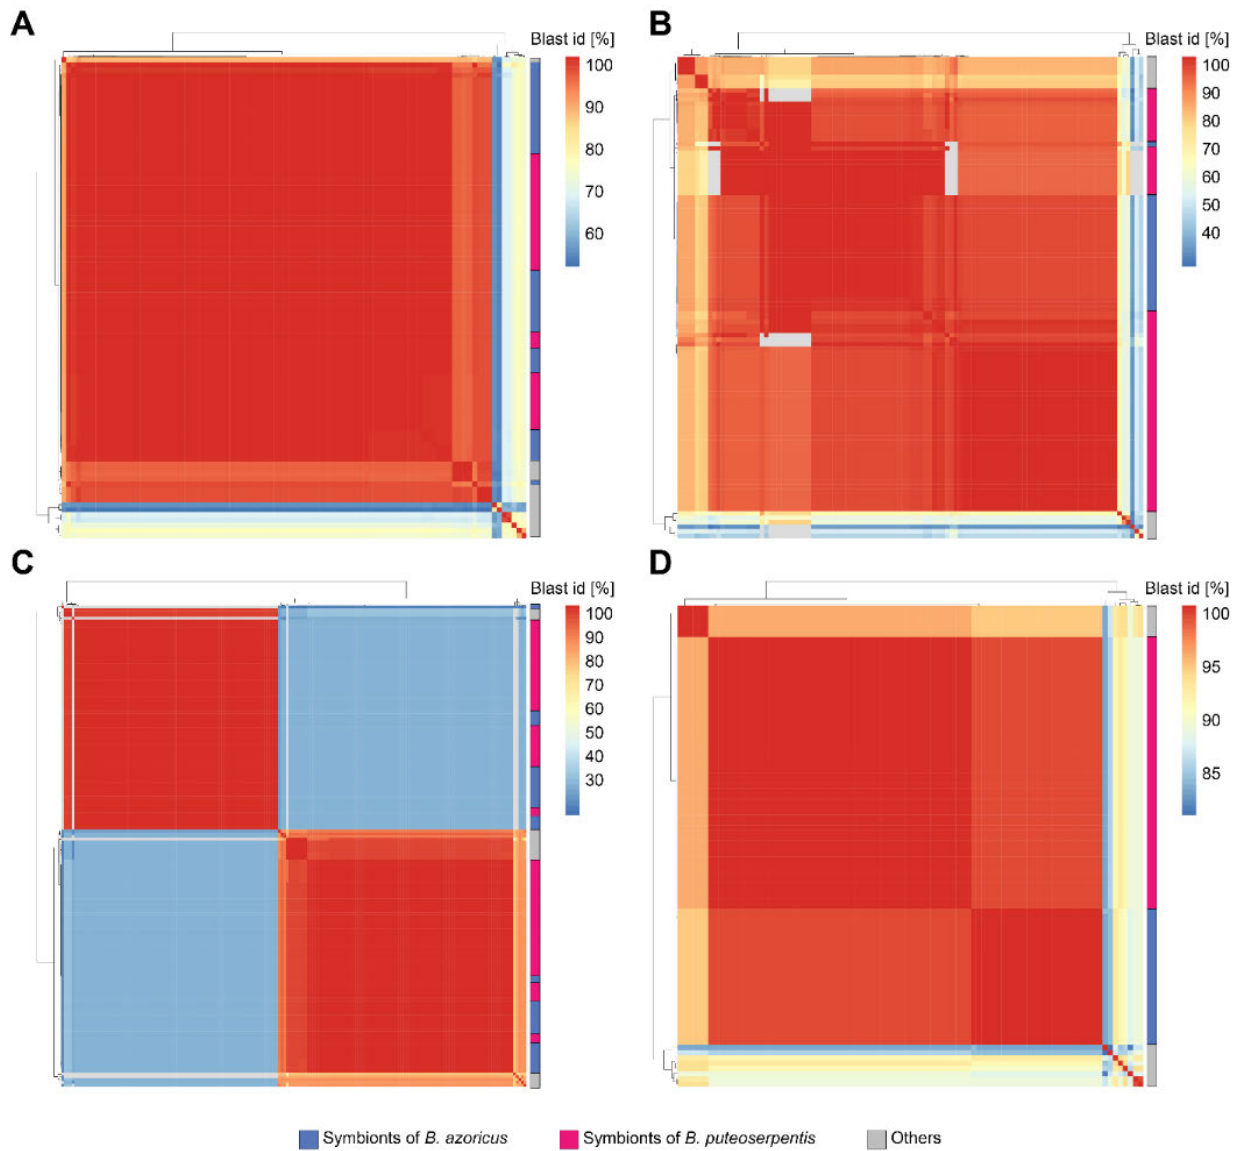 A
Blast id [%]
100
90
80
70
60
B
Blast id [%]
100
90
80
70
60
50
40
C
Blast id [%]
100
90
80
70
60
50
40
30
D
Blast id [%]
100
95
90
85
Symbionts of B. azoricus
Symbionts of B. puteoserpentis
Others